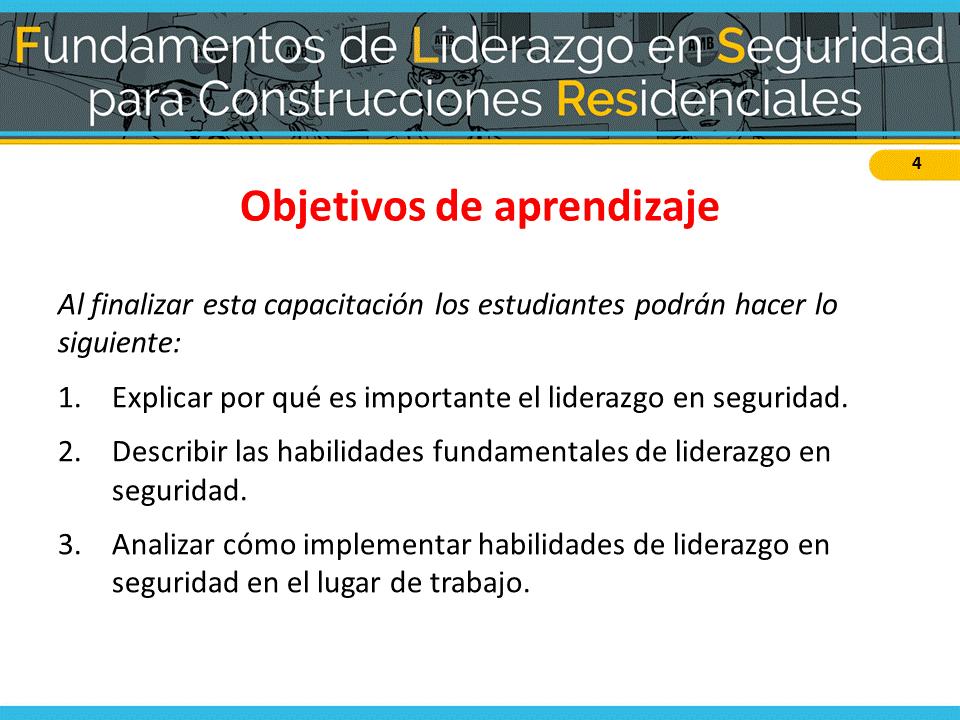 Fundamentos de Liderazgo en Seguridad
para Construcciones Residenciales
4
Objetivos de aprendizaje
Al finalizar esta capacitación los estudiantes podrán hacer lo
siguiente:
1. Explicar por qué es importante el liderazgo en seguridad.
2. Describir las habilidades fundamentales de liderazgo en
seguridad.
3. Analizar cómo implementar habilidades de liderazgo en
seguridad en el lugar de trabajo.